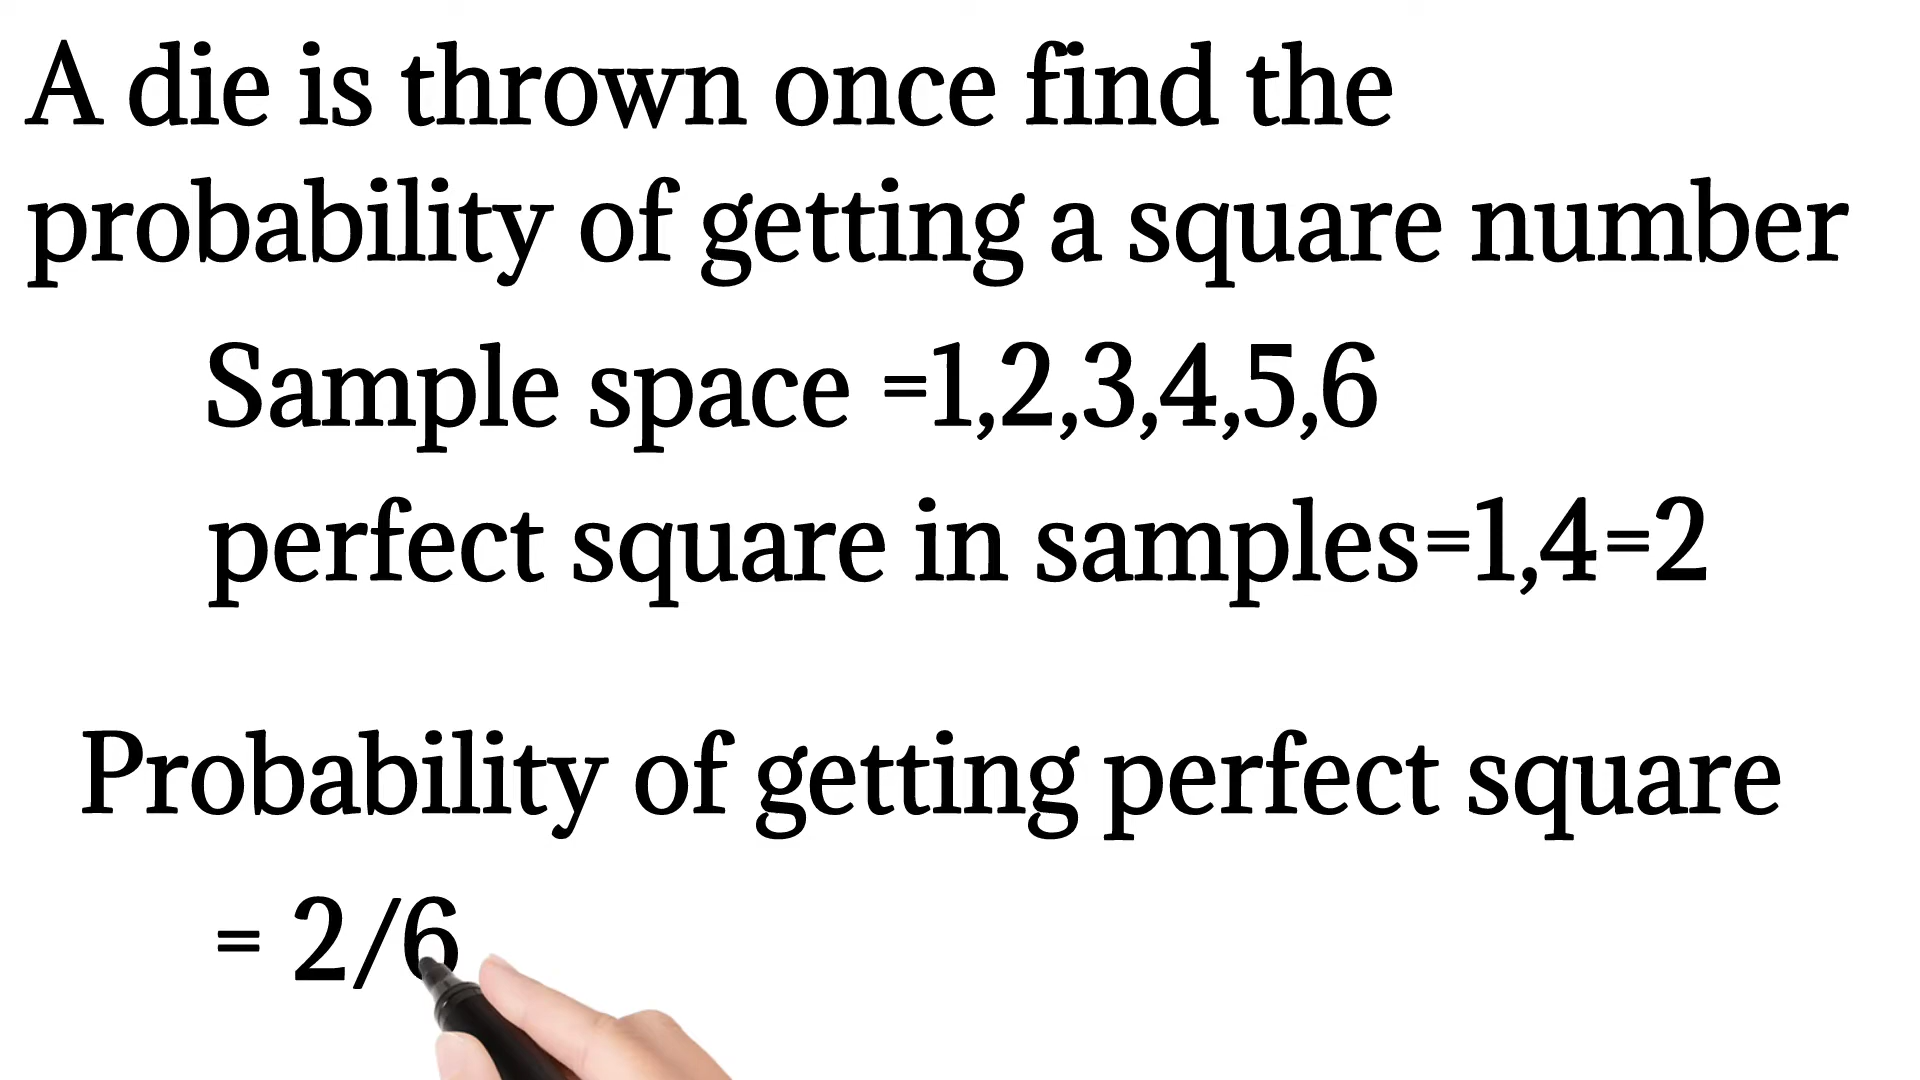 A die is thrown once find the
probability of getting a square number
Sample space =1,2,3,4,5,6
perfect square in samples=1,4=2
Probability of getting perfect square
= 2/6